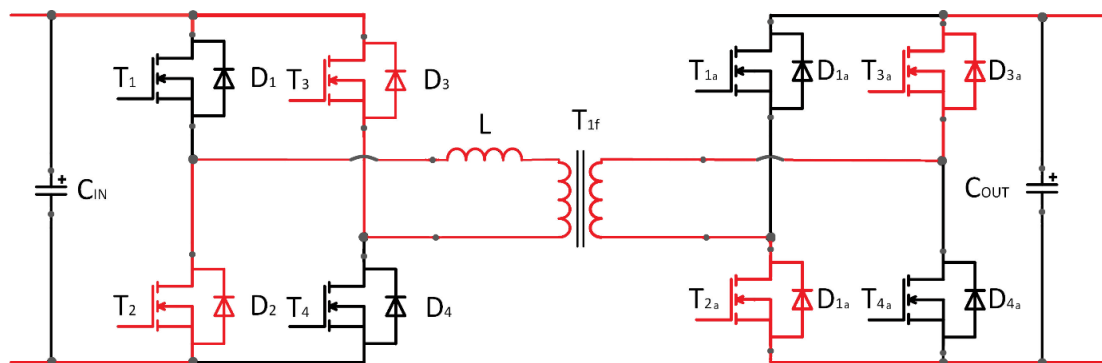 T1 D1 T3 D3 L T1f T1a D1a T3a D3a
CIN + COUT +
T2 D2 T4 D4 T2a D1a T4a D4a